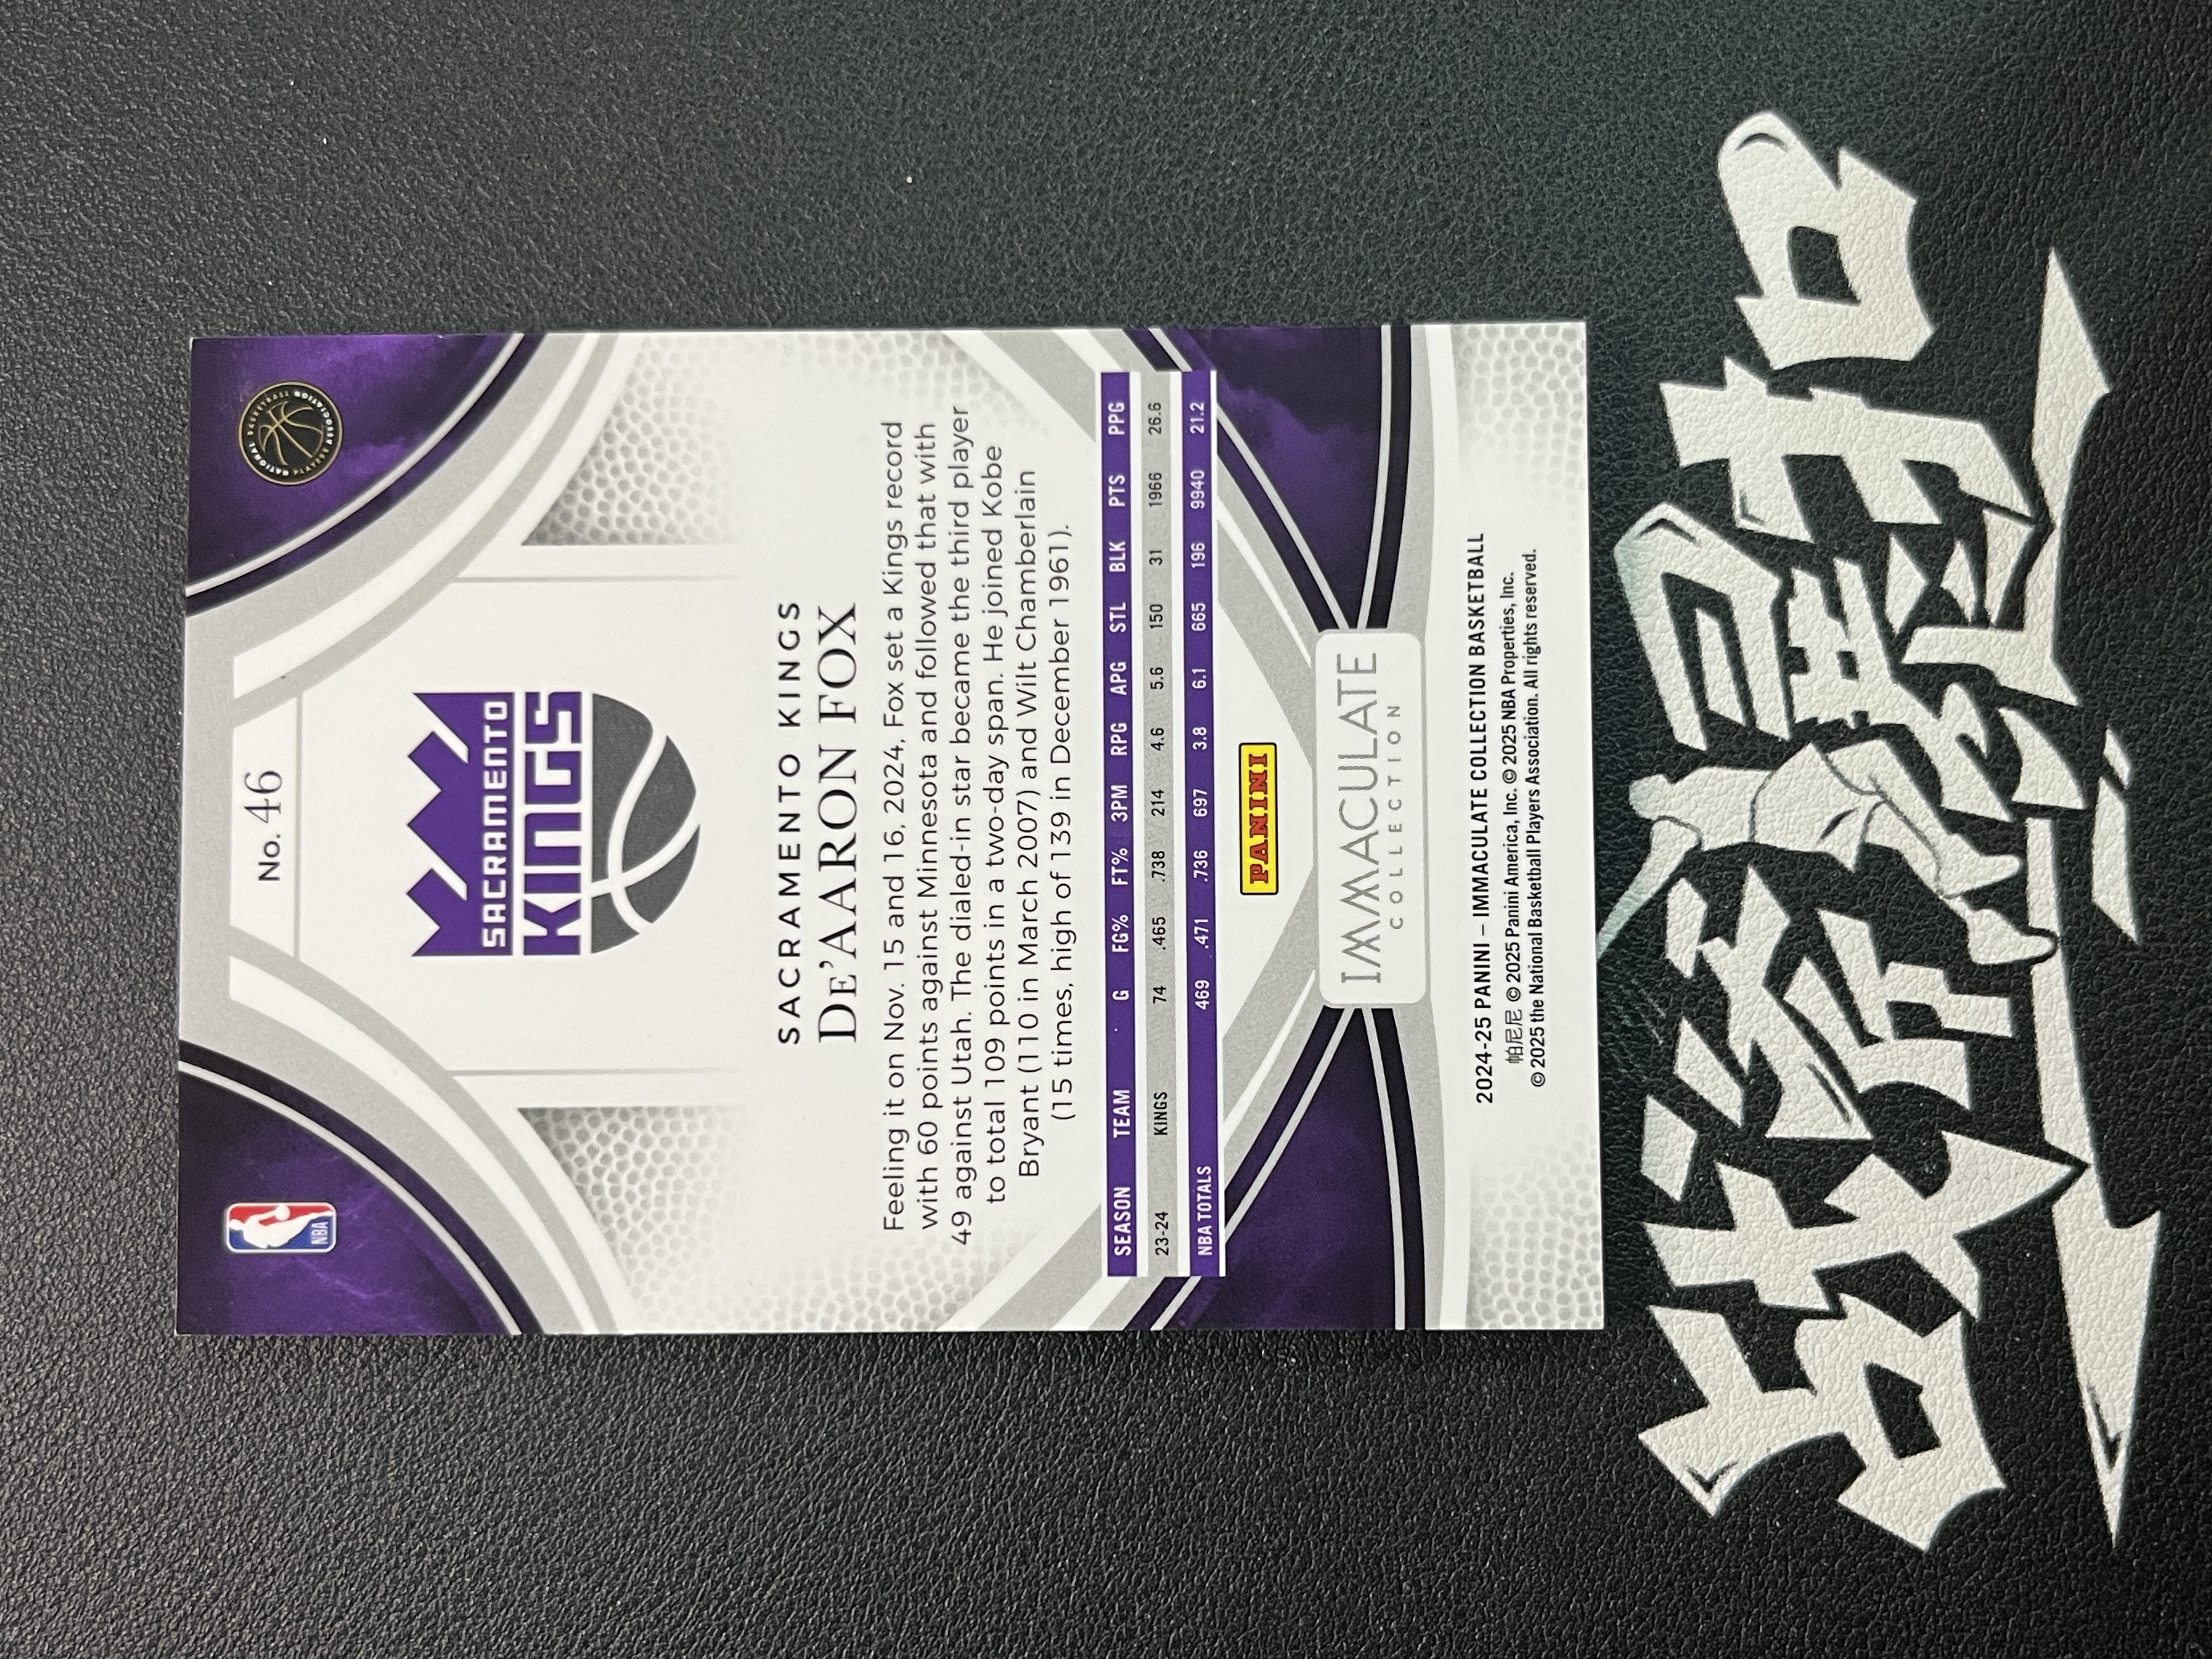 NATIONAL BASKETBALL PLAYERS ASSOCIATION
NBA
No. 46
SACRAMENTO
KINGS
SACRAMENTO KINGS
DE'AARON FOX
Feeling it on Nov. 15 and 16, 2024, Fox set a Kings record
with 60 points against Minnesota and followed that with
49 against Utah. The dialed-in star became the third player
to total 109 points in a two-day span. He joined Kobe
Bryant (110 in March 2007) and Wilt Chamberlain
(15 times, high of 139 in December 1961).
SEASON TEAM G FG% FT% 3PM RPG APG STL BLK PTS PPG
23-24 KINGS 74 .465 .738 214 4.6 5.6 150 31 1966 26.6
NBA TOTALS 469 .471 .736 697 3.8 6.1 665 196 9940 21.2
PANINI
IMMACULATE
COLLECTION
2024-25 PANINI – IMMACULATE COLLECTION BASKETBALL
帕尼尼 © 2025 Panini America, Inc. © 2025 NBA Properties, Inc.
© 2025 the National Basketball Players Association. All rights reserved.